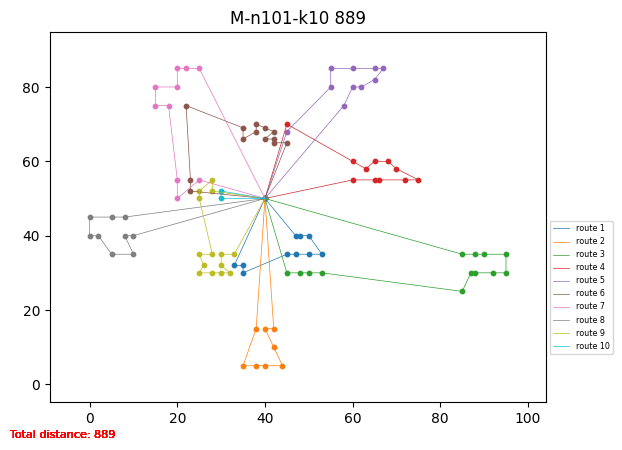 M-n101-k10 889
80
60
40
20
0
0 20 40 60 80 100
route 1
route 2
route 3
route 4
route 5
route 6
route 7
route 8
route 9
route 10
Total distance: 889